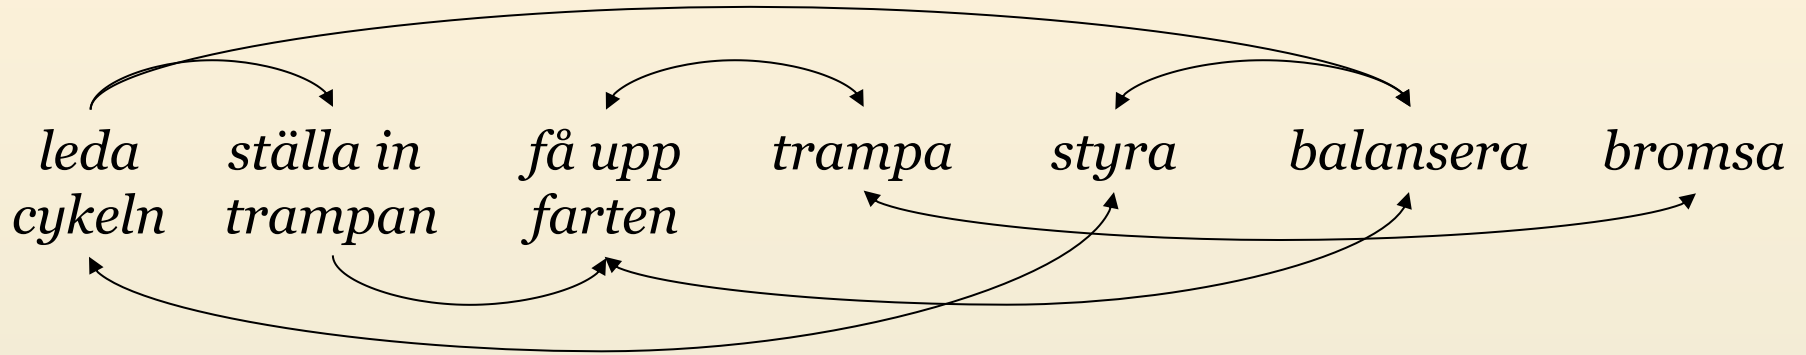 leda ställa in få upp trampa styra balansera bromsa
cykeln trampan farten